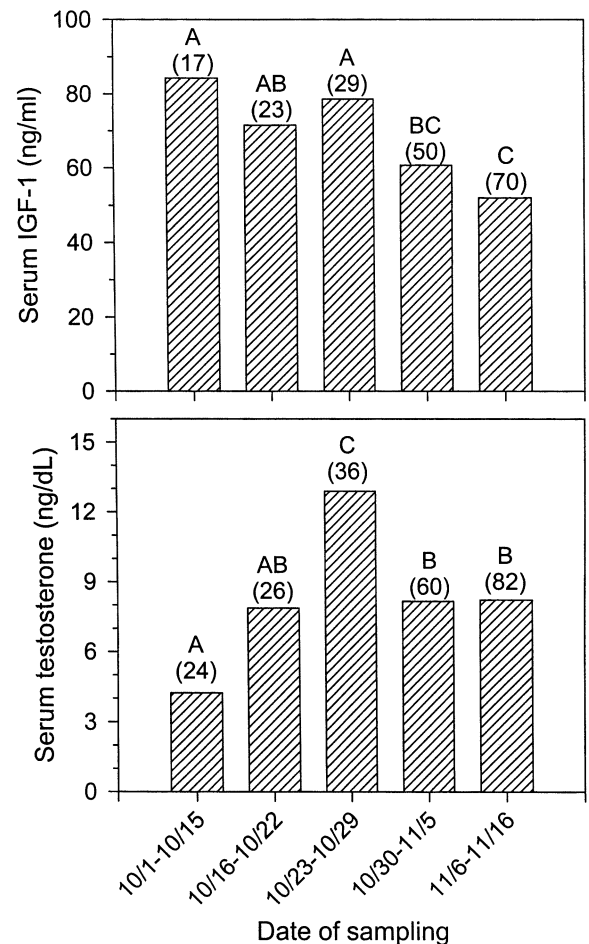 100
80
60
40
20
0
Serum IGF-1 (ng/ml)
A
(17)
AB
(23)
A
(29)
BC
(50)
C
(70)
15
12
9
6
3
0
Serum testosterone (ng/dL)
A
(24)
AB
(26)
C
(36)
B
(60)
B
(82)
10/1-10/15
10/16-10/22
10/23-10/29
10/30-11/5
11/6-11/16
Date of sampling